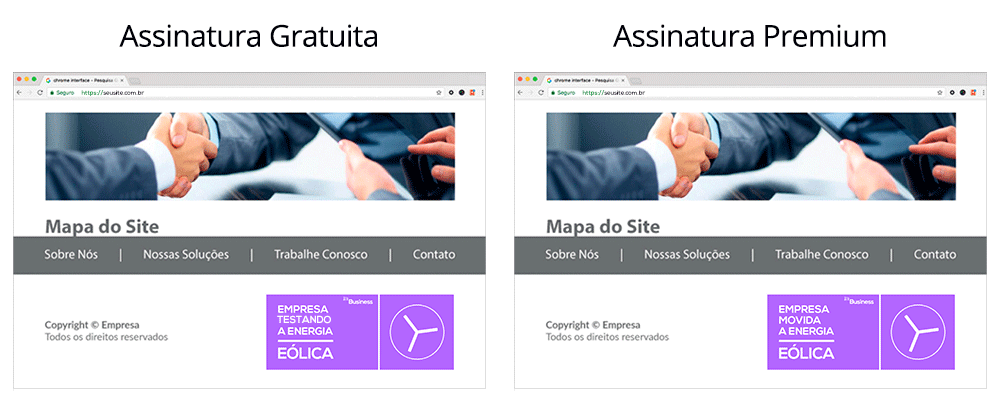 Assinatura Gratuita
chrome interface - Pesquisa G
Seguro
https://seusite.com.br
Mapa do Site
Sobre Nós | Nossas Soluções | Trabalhe Conosco | Contato
Copyright © Empresa
Todos os direitos reservados
Business
EMPRESA
TESTANDO
A ENERGIA
EÓLICA
Assinatura Premium
chrome interface - Pesquisa G
Seguro
https://seusite.com.br
Mapa do Site
Sobre Nós | Nossas Soluções | Trabalhe Conosco | Contato
Copyright © Empresa
Todos os direitos reservados
Business
EMPRESA
MOVIDA
A ENERGIA
EÓLICA